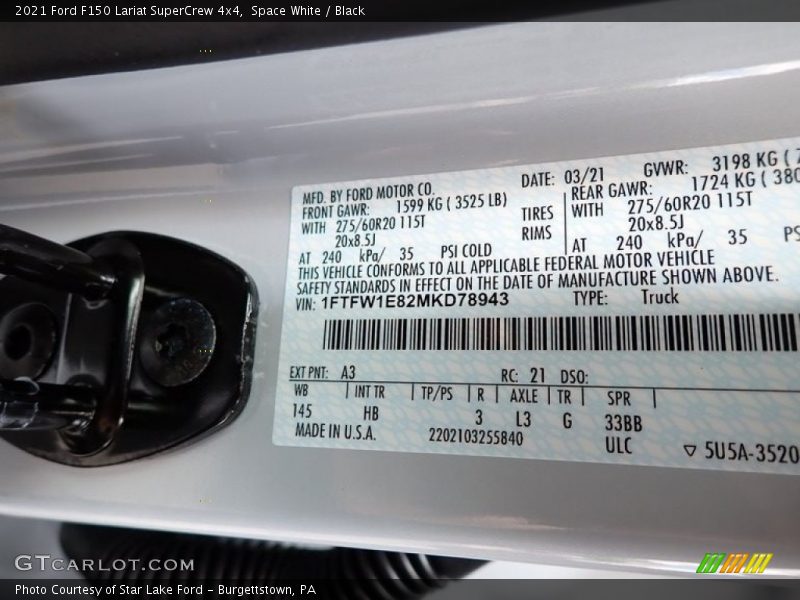 2021 Ford F150 Lariat SuperCrew 4x4, Space White / Black
MFD. BY FORD MOTOR CO. DATE: 03/21 GVWR: 3198 KG (
FRONT GAWR: 1599 KG ( 3525 LB) REAR GAWR: 1724 KG ( 380
WITH 275/60R20 115T TIRES WITH 275/60R20 115T
20x8.5J RIMS 20x8.5J
AT 240 kPa/ 35 PSI COLD AT 240 kPa/ 35 PS
THIS VEHICLE CONFORMS TO ALL APPLICABLE FEDERAL MOTOR VEHICLE
SAFETY STANDARDS IN EFFECT ON THE DATE OF MANUFACTURE SHOWN ABOVE.
VIN: 1FTFW1E82MKD78943 TYPE: Truck
EXT PNT: A3 RC: 21 DSO:
WB INT TR TP/PS R AXLE TR SPR
145 HB 3 L3 G 33BB
MADE IN U.S.A. 2202103255840 ULC 5U5A-3520
GTCARLOT.COM
Photo Courtesy of Star Lake Ford - Burgettstown, PA